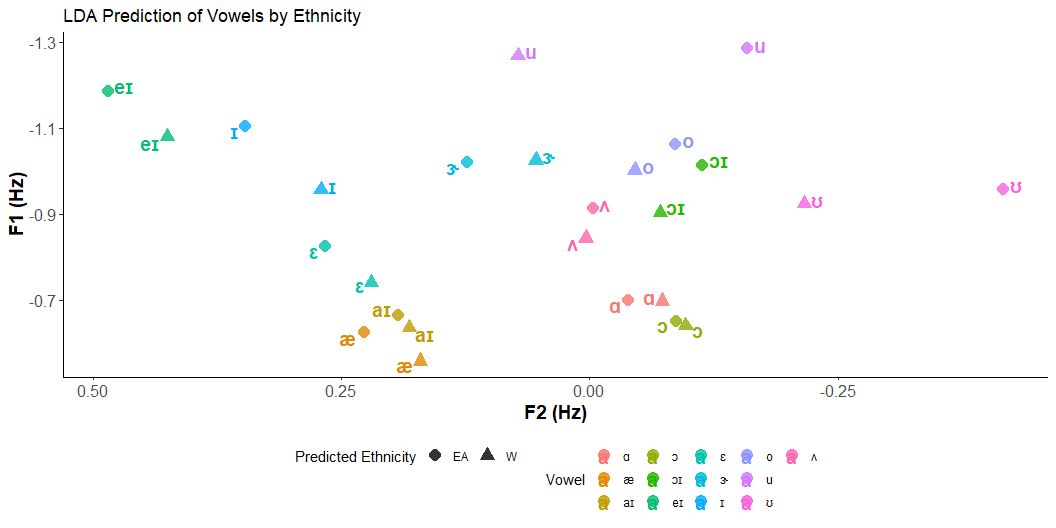 LDA Prediction of Vowels by Ethnicity
-1.3
u
u
eɪ
-1.1
ɪ
eɪ
o
ɔɪ
ɝ
ɝ
o
ɪ
ʊ
ʊ
F1 (Hz)
-0.9
ʌ
ɔɪ
ʌ
ɛ
ɛ
-0.7
ɑ
ɑ
aɪ
aɪ
ɔ
ɔ
æ
æ
0.50
0.25
0.00
-0.25
F2 (Hz)
Predicted Ethnicity EA W
Vowel
ɑ ɔ ɛ o ʌ
æ ɔɪ ɝ u
aɪ eɪ ɪ ʊ